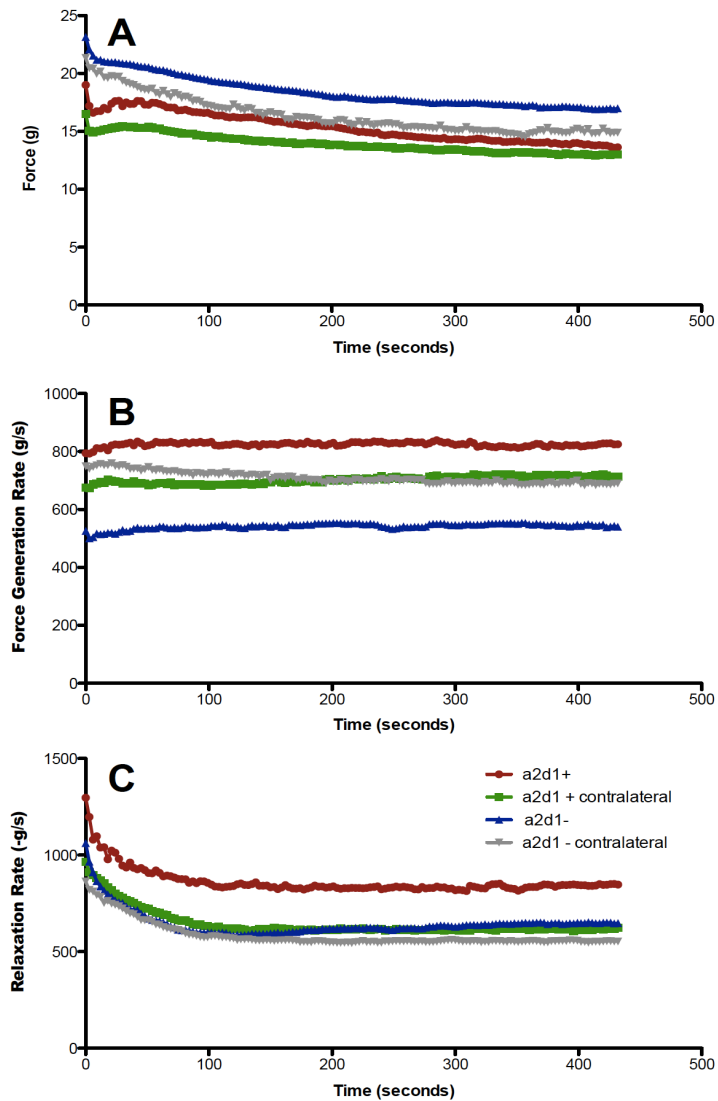 A
25
20
15
10
5
0
Force (g)
0 100 200 300 400 500
Time (seconds)
B
1000
800
600
400
200
0
Force Generation Rate (g/s)
0 100 200 300 400 500
Time (seconds)
C
1500
1000
500
0
Relaxation Rate (-g/s)
a2d1+
a2d1 + contralateral
a2d1-
a2d1 - contralateral
0 100 200 300 400 500
Time (seconds)